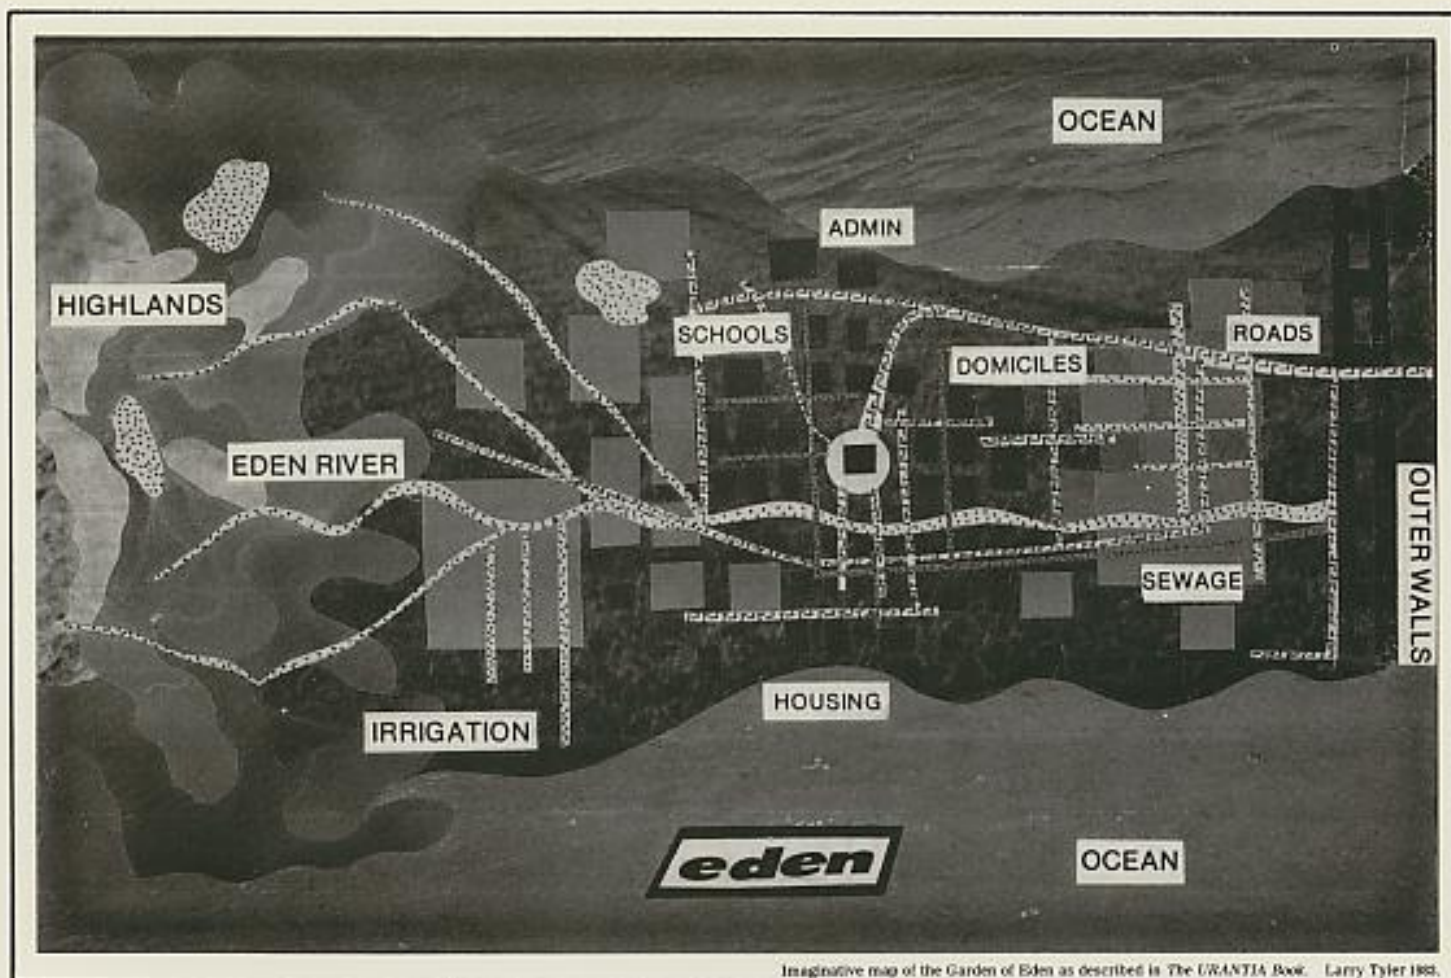 OCEAN
ADMIN
HIGHLANDS
SCHOOLS
ROADS
DOMICILES
EDEN RIVER
OUTER WALLS
SEWAGE
HOUSING
IRRIGATION
eden
OCEAN
Imaginative map of the Garden of Eden as described in The URANTIA Book. Larry Tyler